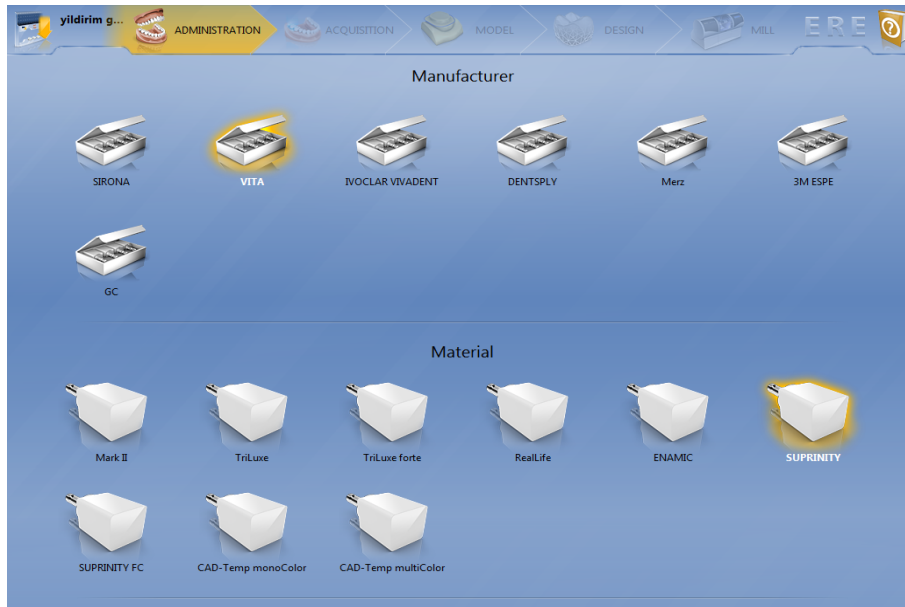 yildirim g...
ADMINISTRATION
ACQUISITION
MODEL
DESIGN
MILL
ERE
?
Manufacturer
SIRONA
VITA
IVOCLAR VIVADENT
DENTSPLY
Merz
3M ESPE
GC
Material
Mark II
TriLuxe
TriLuxe forte
RealLife
ENAMIC
SUPRINITY
SUPRINITY FC
CAD-Temp monoColor
CAD-Temp multiColor